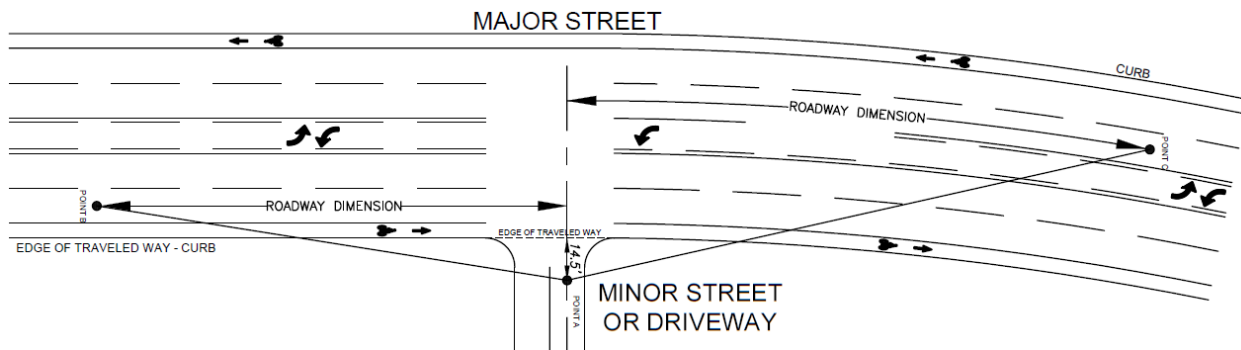 MAJOR STREET
CURB
ROADWAY DIMENSION
POINT C
POINT B
ROADWAY DIMENSION
EDGE OF TRAVELED WAY
EDGE OF TRAVELED WAY - CURB
14.5'
POINT A
MINOR STREET
OR DRIVEWAY